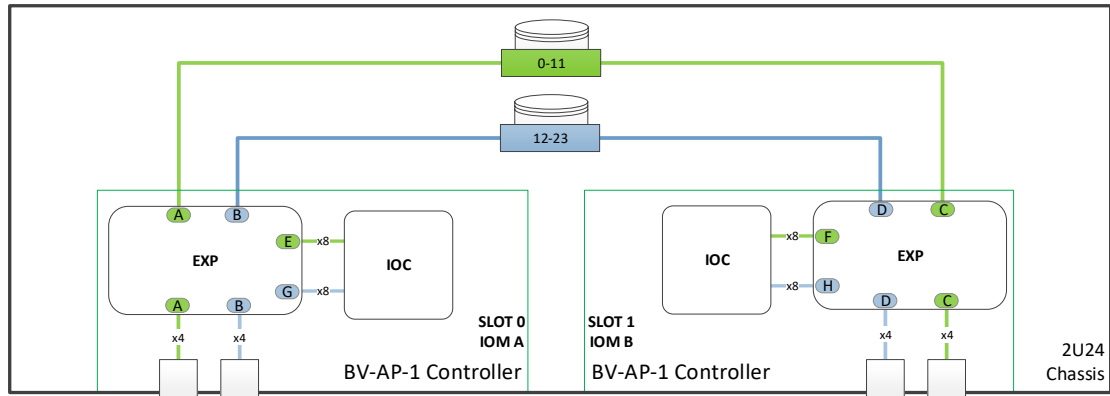 0-11
12-23
A
B
D
C
E
x8
F
x8
EXP
IOC
IOC
EXP
G
x8
H
x8
A
B
D
C
SLOT 0
IOM A
SLOT 1
IOM B
x4
x4
x4
x4
BV-AP-1 Controller
BV-AP-1 Controller
2U24
Chassis